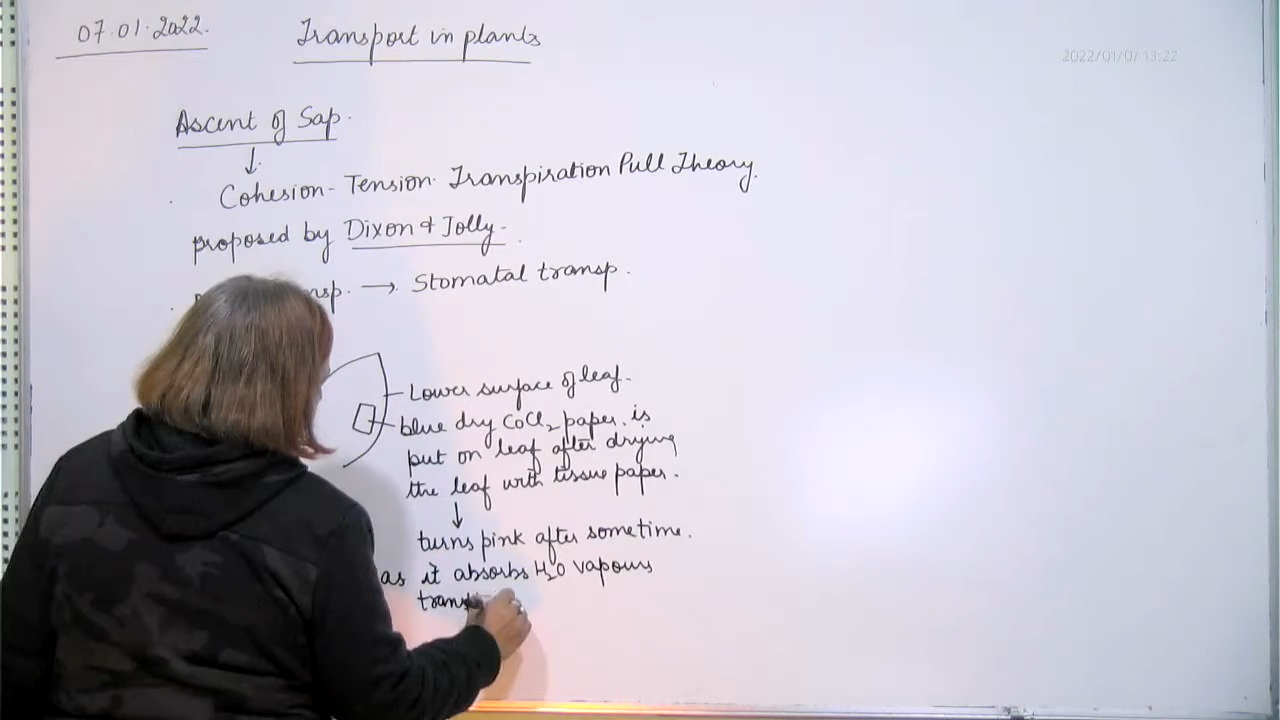 07.01.2022.
Transport in plants
2022/01/07 13:22
Ascent of Sap.
↓
Cohesion-Tension Transpiration Pull Theory.
proposed by Dixon & Jolly-
→ Stomatal transp.
Lower surface of leaf.
blue dry CoCl₂ paper. is
put on leaf after drying
the leaf with tissue paper.
↓
turns pink after sometime.
as it absorbs H₂O vapours